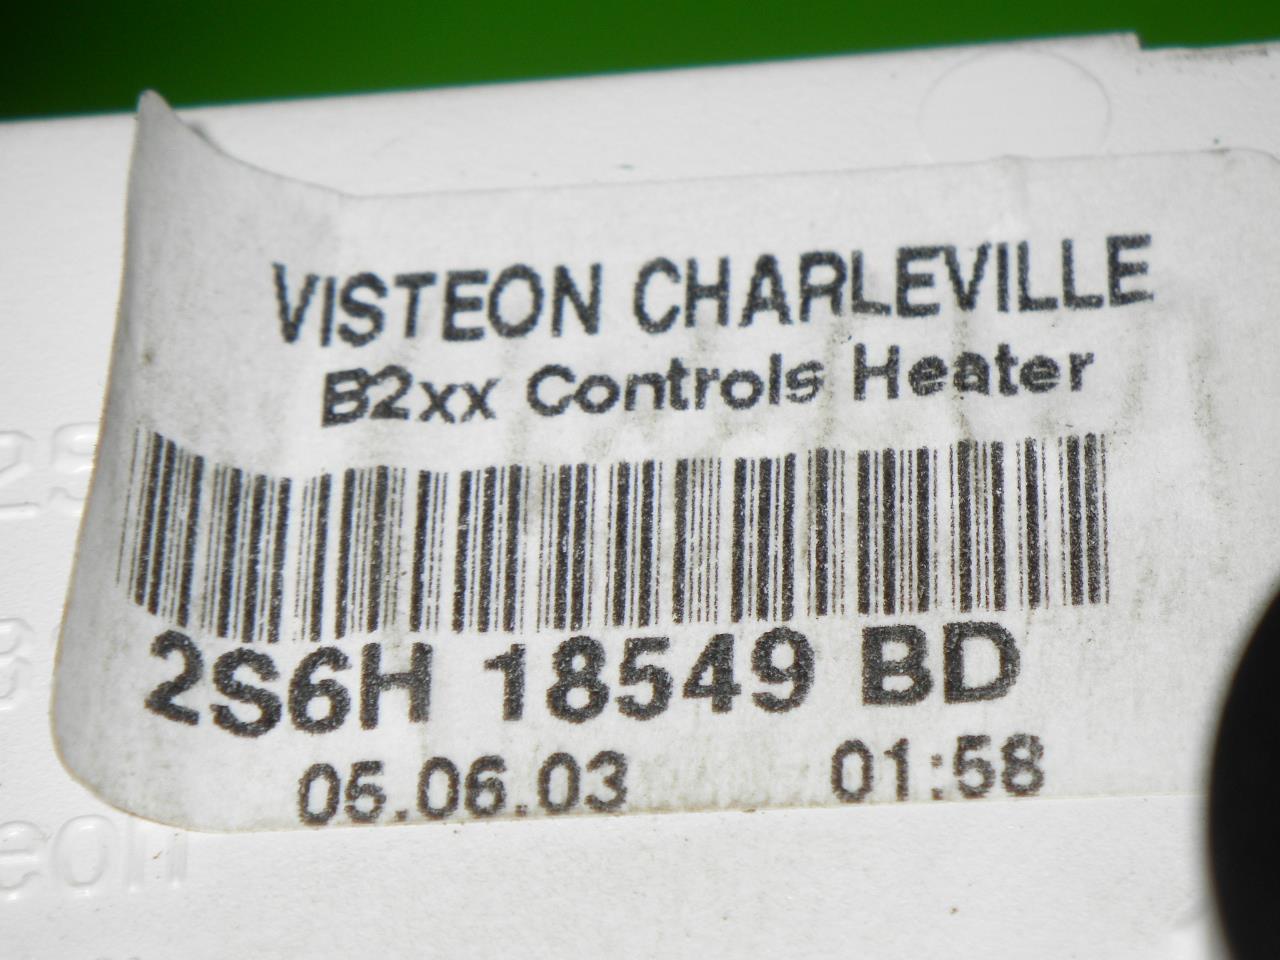 VISTEON CHARLEVILLE
B2xx Controls Heater
2S6H 18549 BD
05.06.03 01:58